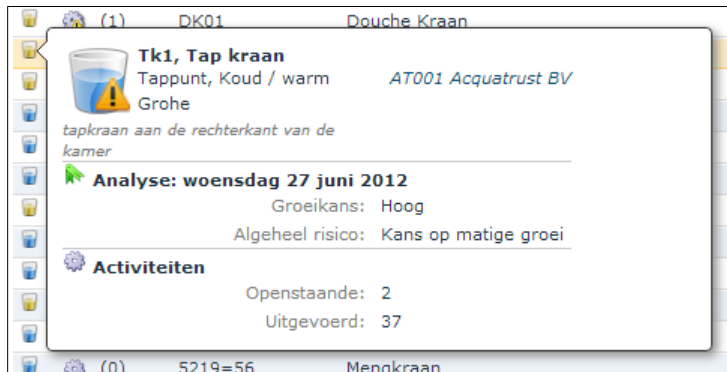 (1) DK01 Douche Kraan
Tk1, Tap kraan
Tappunt, Koud / warm AT001 Acquatrust BV
Grohe
tapkraan aan de rechterkant van de
kamer
Analyse: woensdag 27 juni 2012
Groeikans: Hoog
Algeheel risico: Kans op matige groei
Activiteiten
Openstaande: 2
Uitgevoerd: 37
(0) 5219=56 Mengkraan